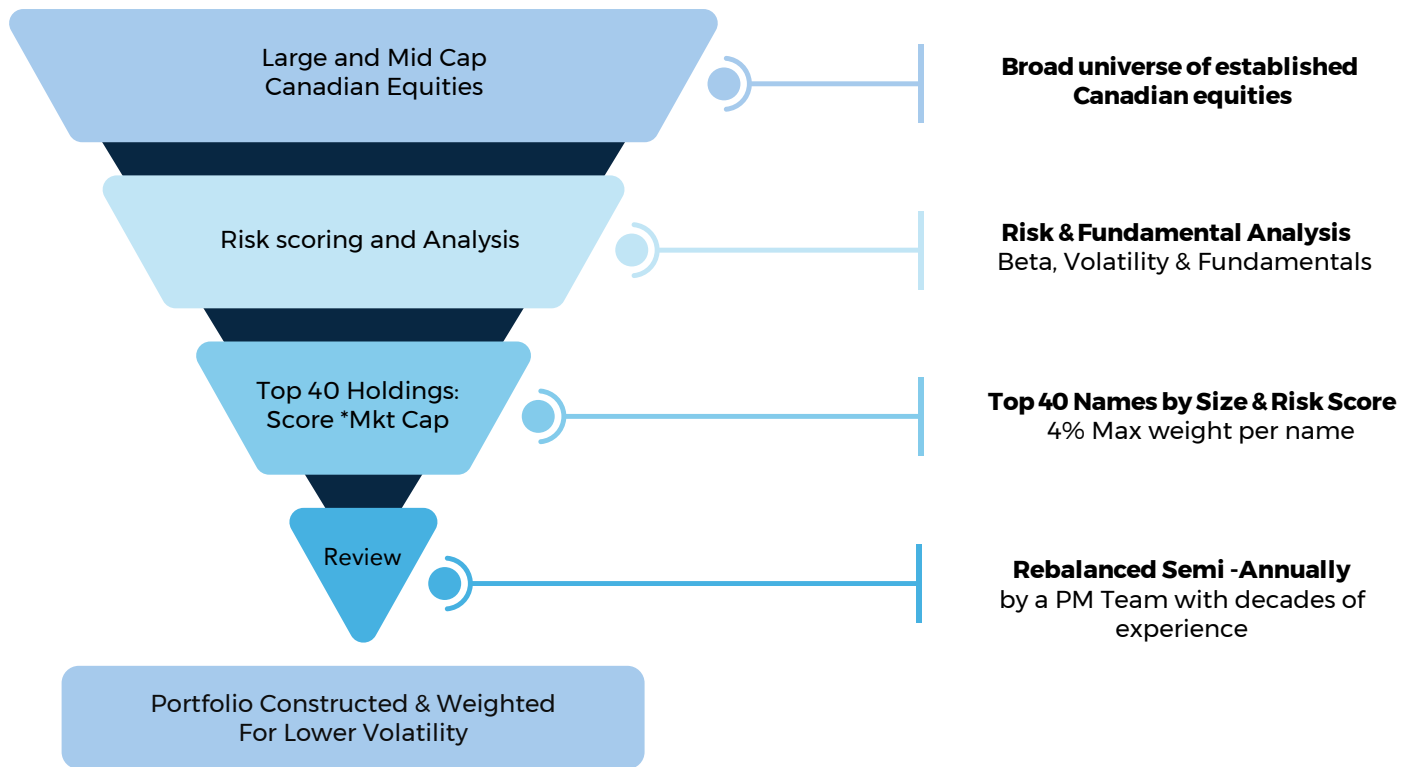 Large and Mid Cap
Canadian Equities
Broad universe of established
Canadian equities
Risk scoring and Analysis
Risk & Fundamental Analysis
Beta, Volatility & Fundamentals
Top 40 Holdings:
Score *Mkt Cap
Top 40 Names by Size & Risk Score
4% Max weight per name
Review
Rebalanced Semi -Annually
by a PM Team with decades of
experience
Portfolio Constructed & Weighted
For Lower Volatility